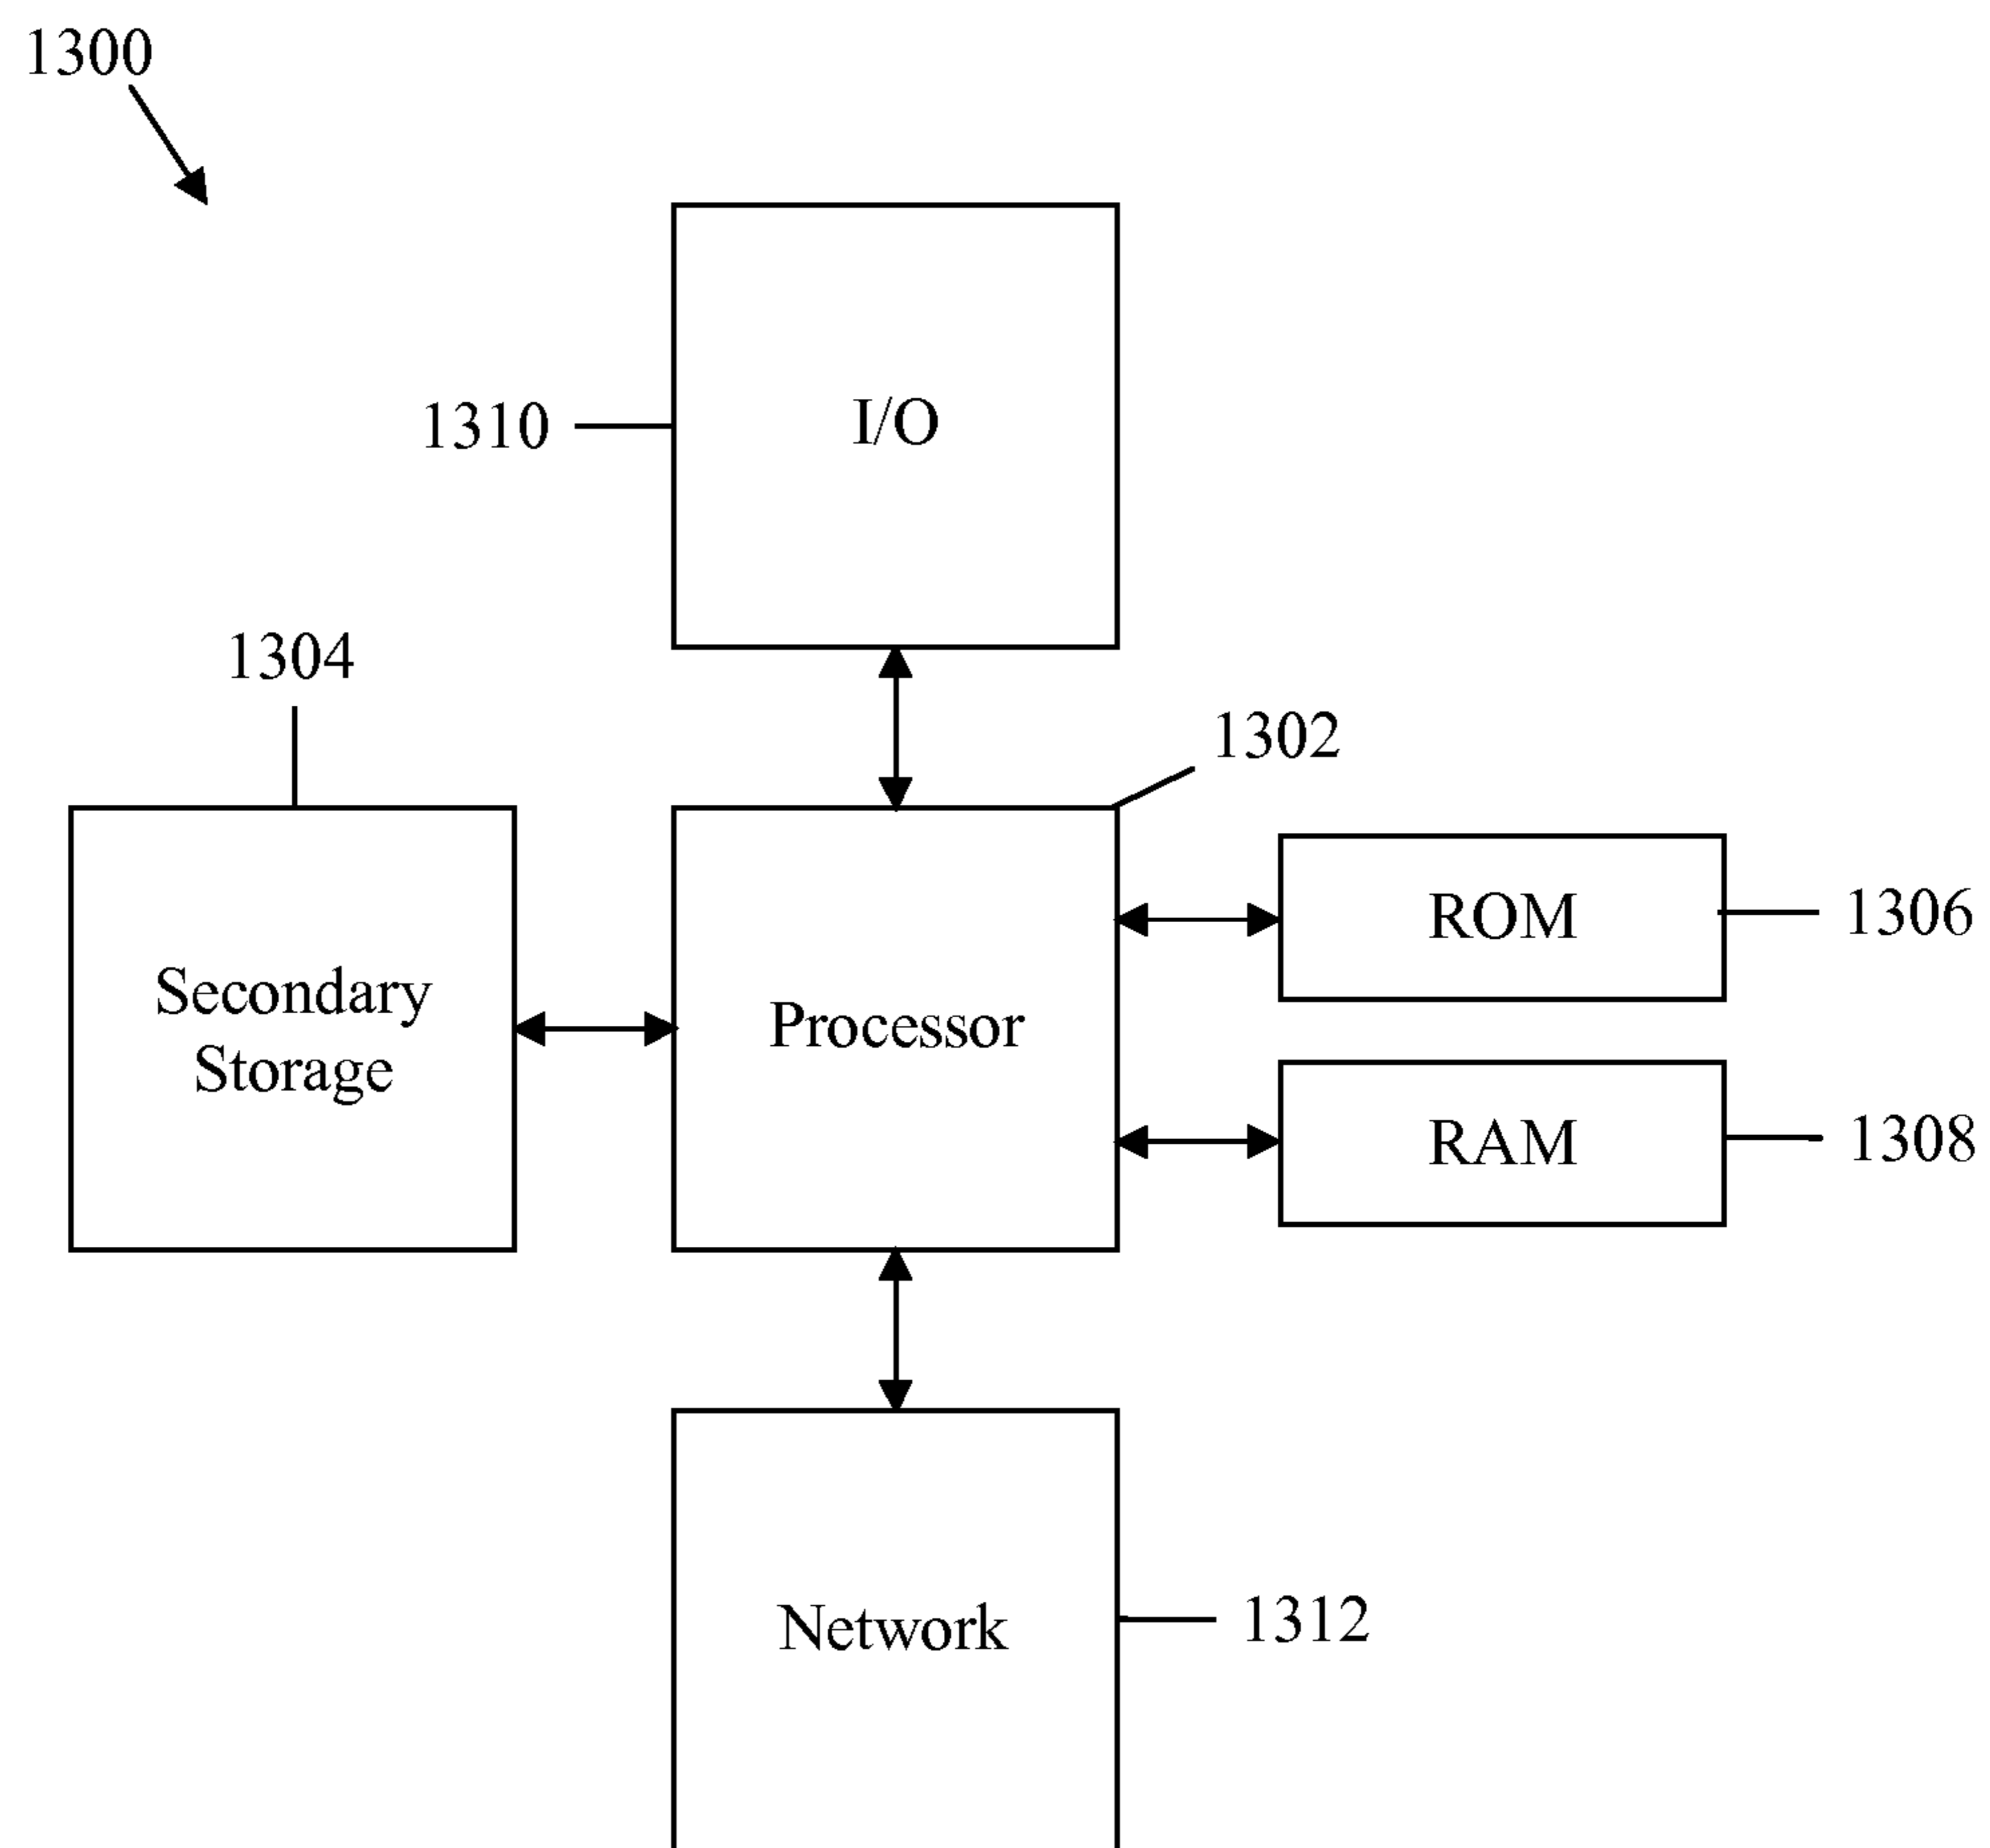 1300
I/O
1310
1304
1302
Secondary
Storage
Processor
ROM
1306
RAM
1308
Network
1312